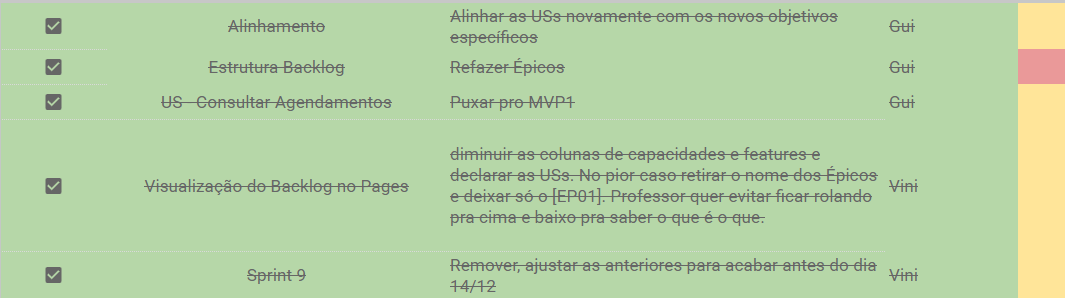 Alinhamento
Alinhar as USs novamente com os novos objetivos
específicos
Gui
Estrutura Backlog
Refazer Épicos
Gui
US - Consultar Agendamentos
Puxar pro MVP1
Gui
Visualização do Backlog no Pages
diminuir as colunas de capacidades e features e
declarar as USs. No pior caso retirar o nome dos Épicos
e deixar só o [EP01]. Professor quer evitar ficar rolando
pra cima e baixo pra saber o que é o que.
Vini
Sprint 9
Remover, ajustar as anteriores para acabar antes do dia
14/12
Vini